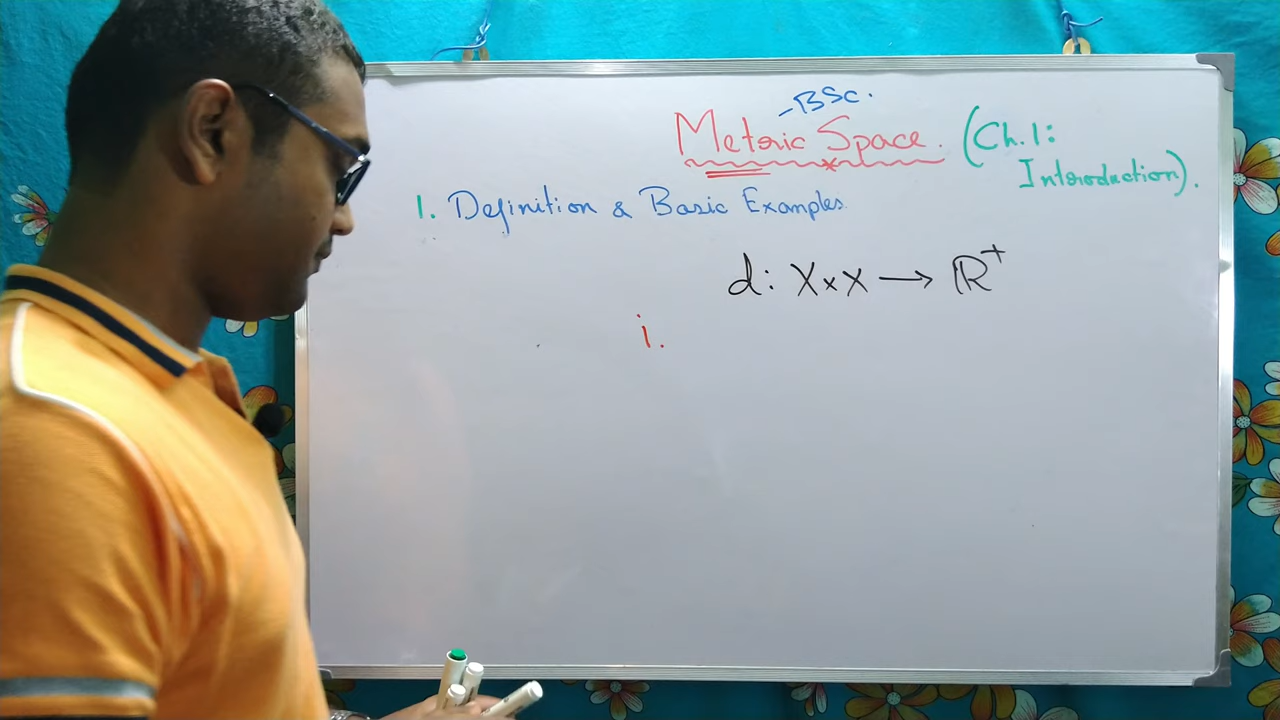 -BSc.
Metric Space. (Ch.1:
Introduction).
1. Definition & Basic Examples.
d: X×X → ℝ⁺
i.